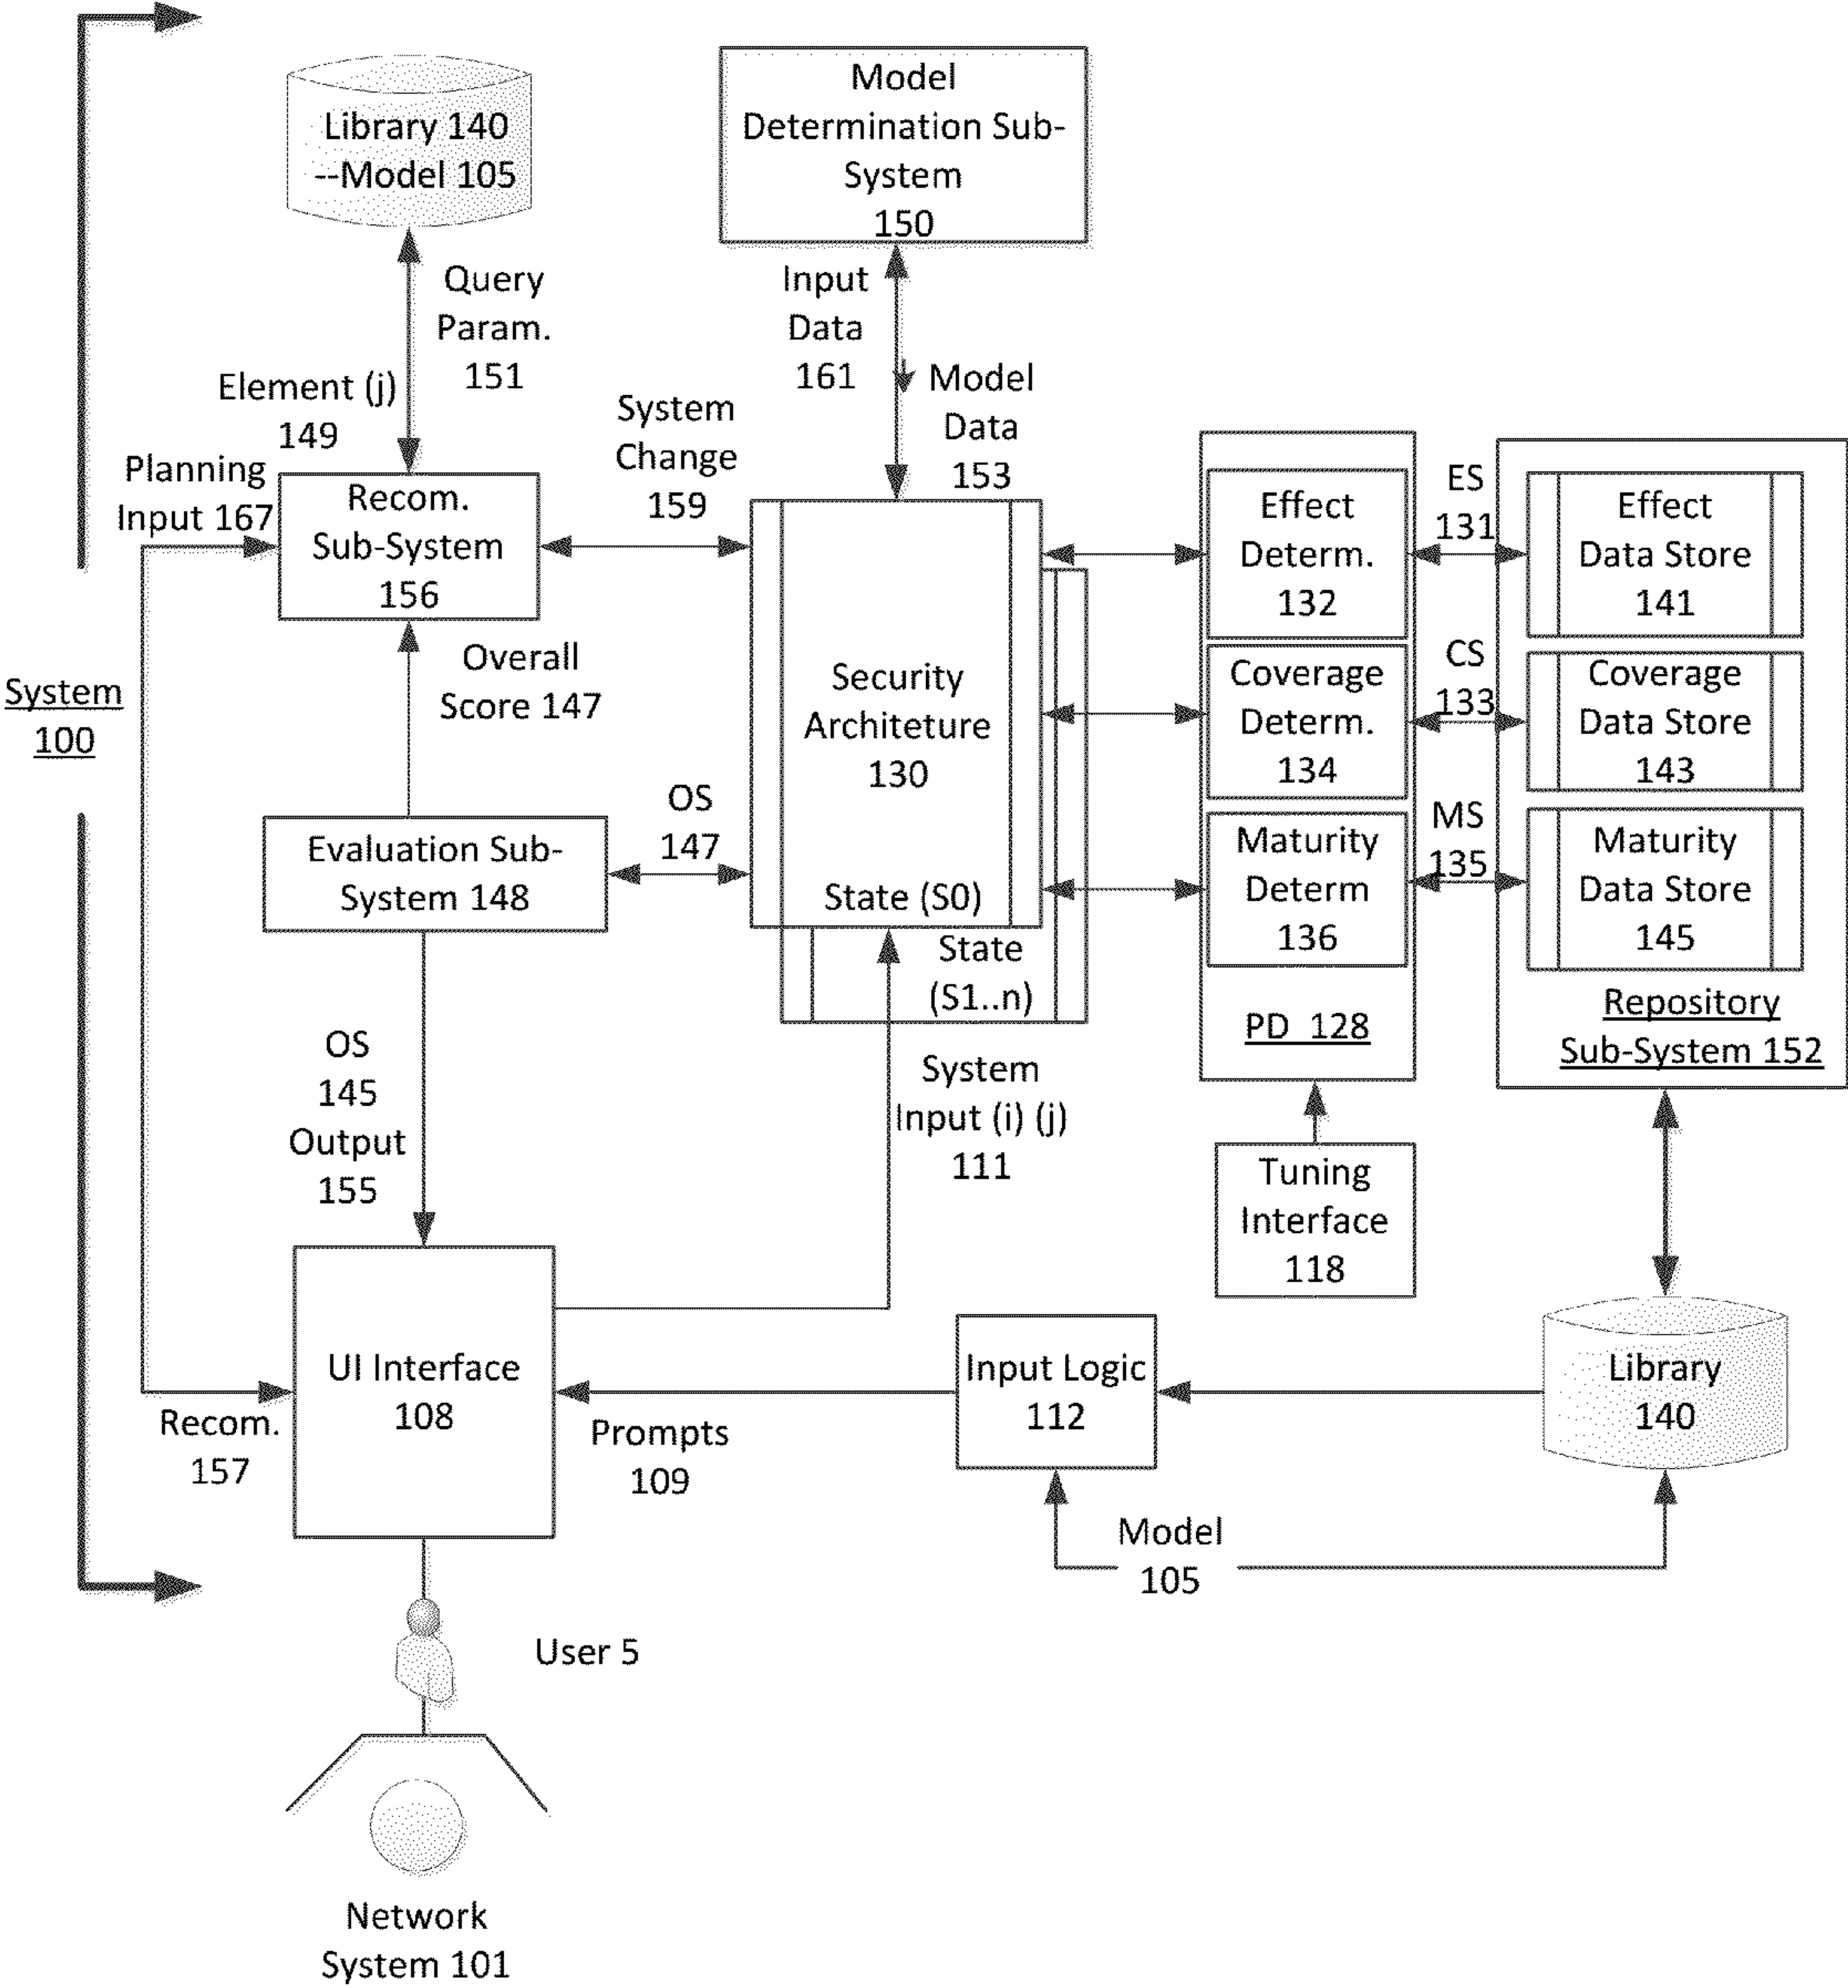 Library 140
--Model 105
Model
Determination Sub-
System
150
Query
Param.
151
Input
Data
161
Element (j)
149
System
Change
159
Model
Data
153
Planning
Input 167
Recom.
Sub-System
156
Effect
Determ.
132
ES
131
Effect
Data Store
141
System
100
Overall
Score 147
Security
Architeture
130
State (S0)
State
(S1..n)
Coverage
Determ.
134
CS
133
Coverage
Data Store
143
Evaluation Sub-
System 148
OS
147
Maturity
Determ
136
MS
135
Maturity
Data Store
145
PD  128
Repository
Sub-System 152
OS
145
Output
155
System
Input (i) (j)
111
Tuning
Interface
118
UI Interface
108
Input Logic
112
Library
140
Recom.
157
Prompts
109
Model
105
User 5
Network
System 101